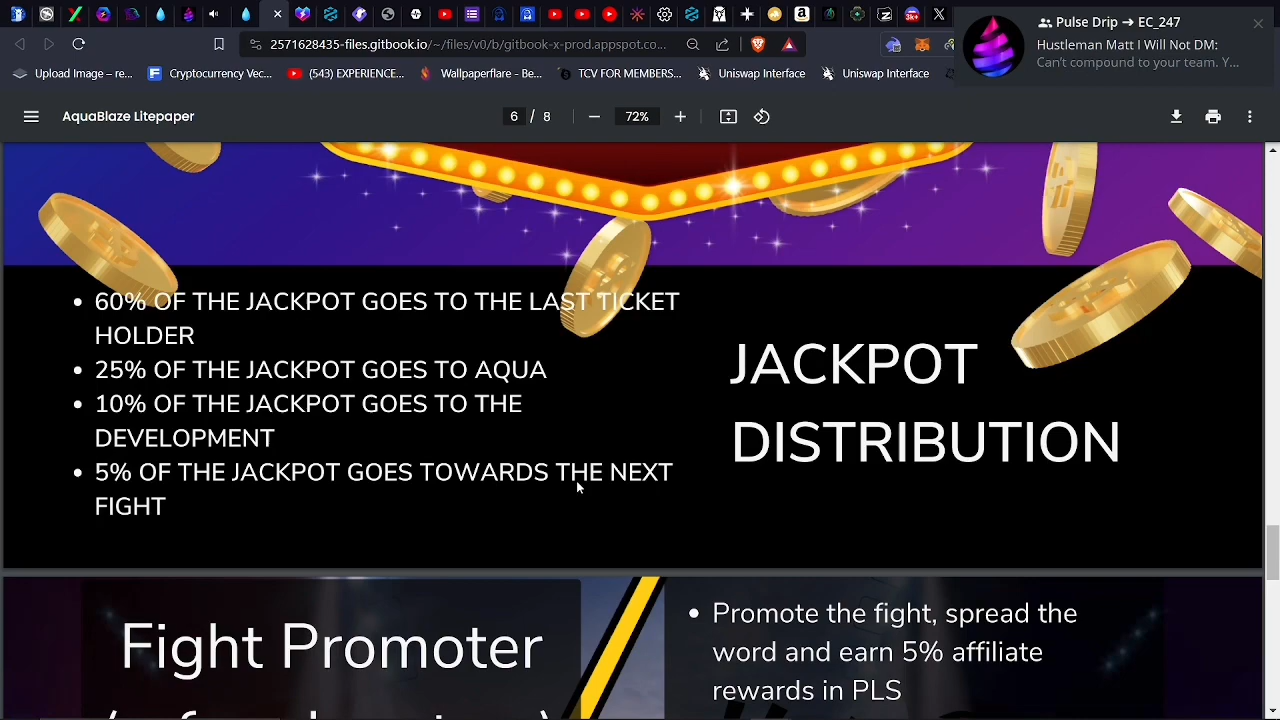 3k+
2571628435-files.gitbook.io/~/files/v0/b/gitbook-x-prod.appspot.co...
Pulse Drip ➔ EC_247
Hustleman Matt I Will Not DM:
Can't compound to your team. Y...
Upload Image – re...
Cryptocurrency Vec...
(543) EXPERIENCE...
Wallpaperflare - Be...
TCV FOR MEMBERS...
Uniswap Interface
Uniswap Interface
AquaBlaze Litepaper
6 / 8
72%
60% OF THE JACKPOT GOES TO THE LAST TICKET
HOLDER
25% OF THE JACKPOT GOES TO AQUA
10% OF THE JACKPOT GOES TO THE
DEVELOPMENT
5% OF THE JACKPOT GOES TOWARDS THE NEXT
FIGHT
JACKPOT
DISTRIBUTION
Fight Promoter
Promote the fight, spread the
word and earn 5% affiliate
rewards in PLS